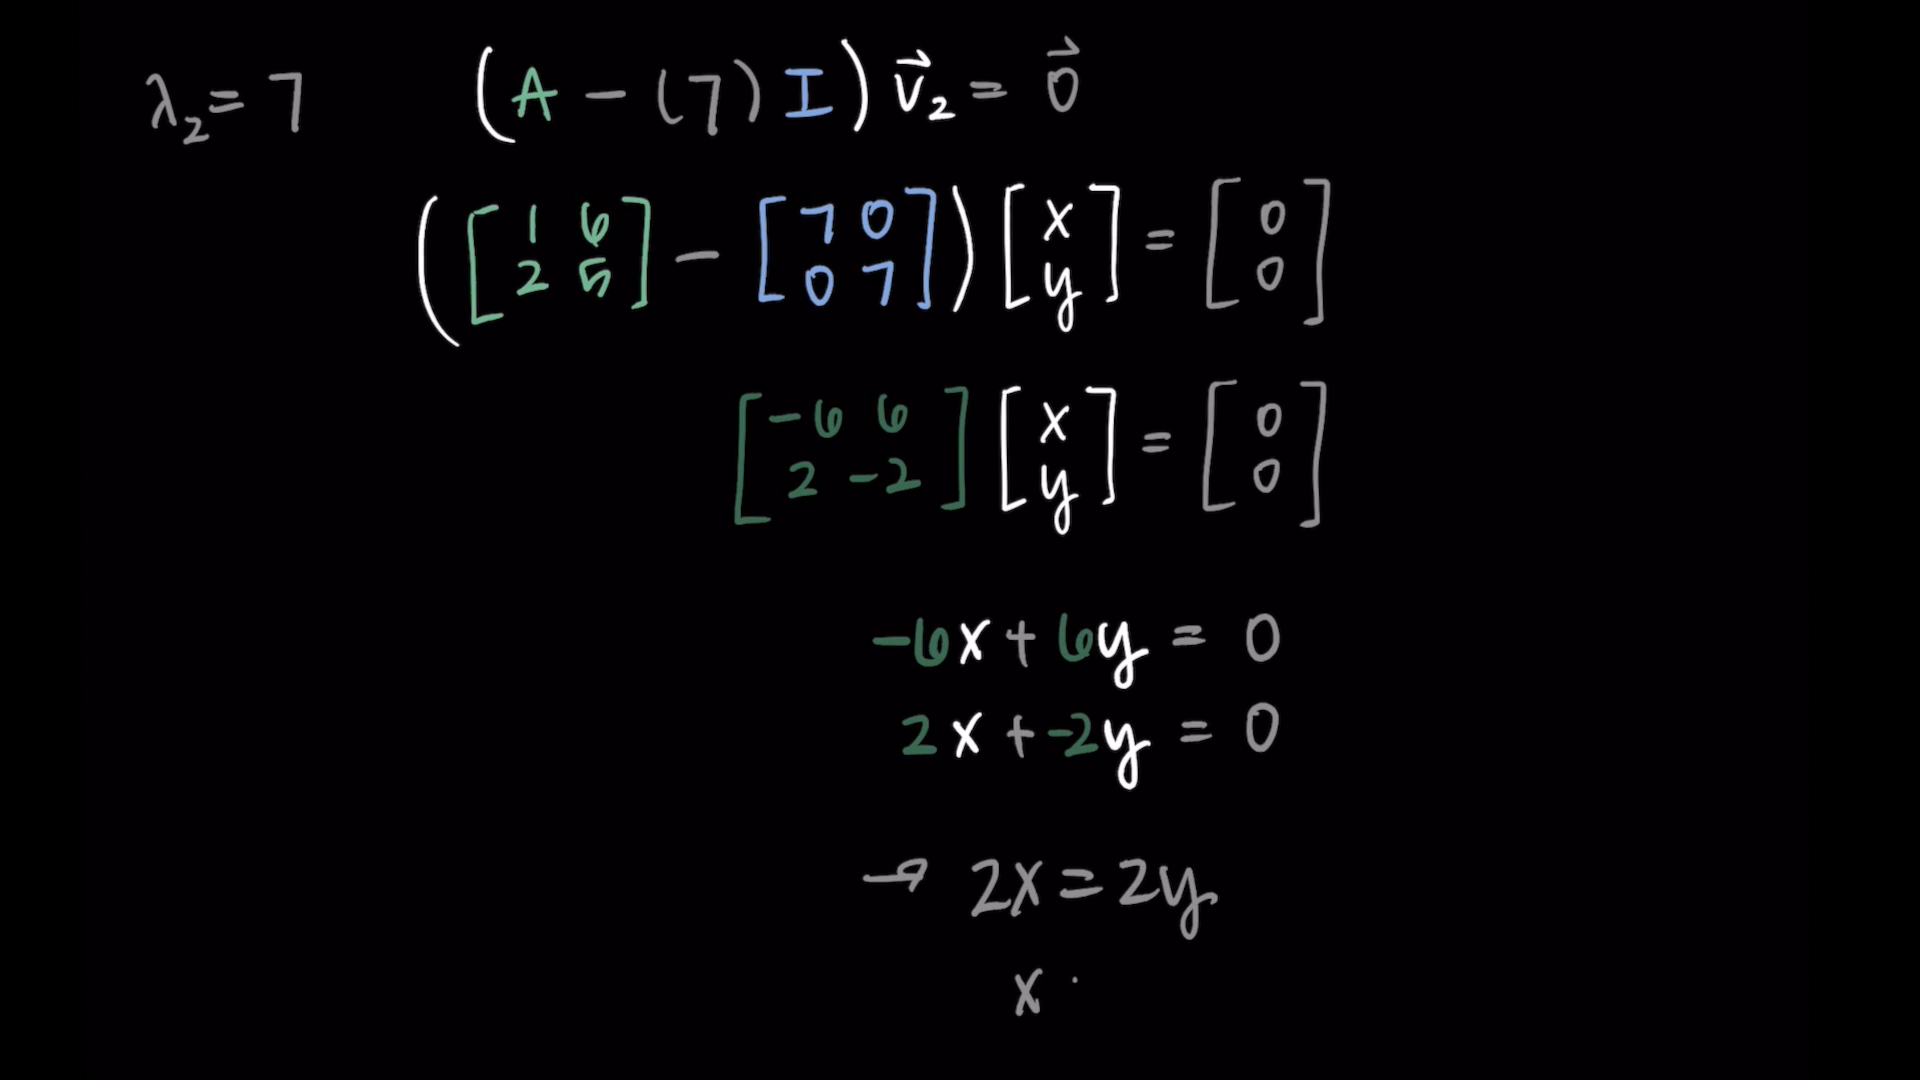 λ₂ = 7 (A − (7) I) v⃗₂ = 0⃗
([1 6; 2 5] − [7 0; 0 7]) [x; y] = [0; 0]
[-6 6; 2 -2] [x; y] = [0; 0]
-6x + 6y = 0
2x + -2y = 0
→ 2x = 2y
x ·